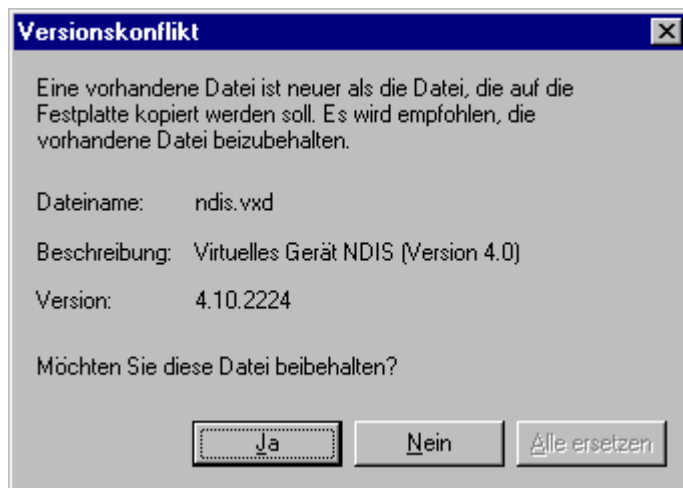 Versionskonflikt
Eine vorhandene Datei ist neuer als die Datei, die auf die
Festplatte kopiert werden soll. Es wird empfohlen, die
vorhandene Datei beizubehalten.
Dateiname: ndis.vxd
Beschreibung: Virtuelles Gerät NDIS (Version 4.0)
Version: 4.10.2224
Möchten Sie diese Datei beibehalten?
Ja Nein Alle ersetzen